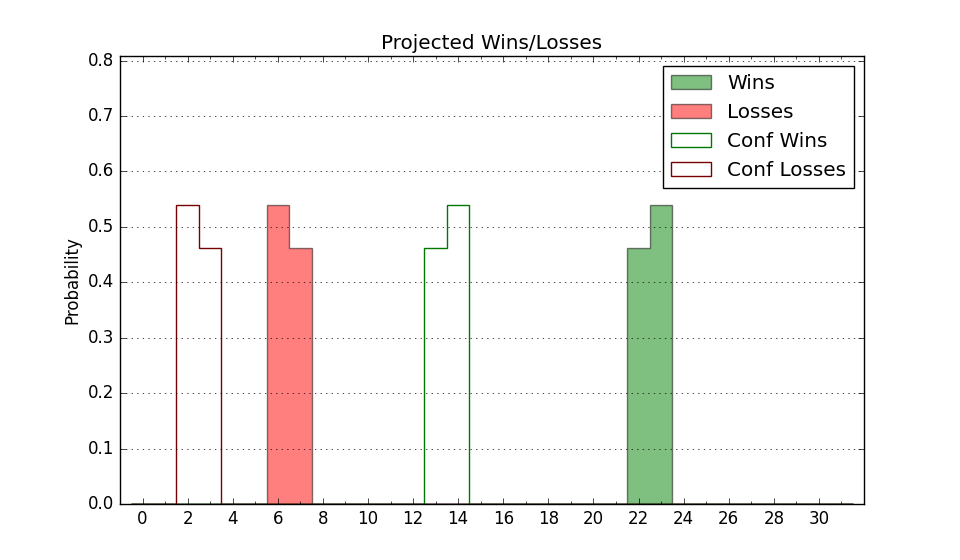 Projected Wins/Losses
0.8
0.7
0.6
0.5
0.4
0.3
0.2
0.1
0.0
Probability
Wins
Losses
Conf Wins
Conf Losses
0 2 4 6 8 10 12 14 16 18 20 22 24 26 28 30